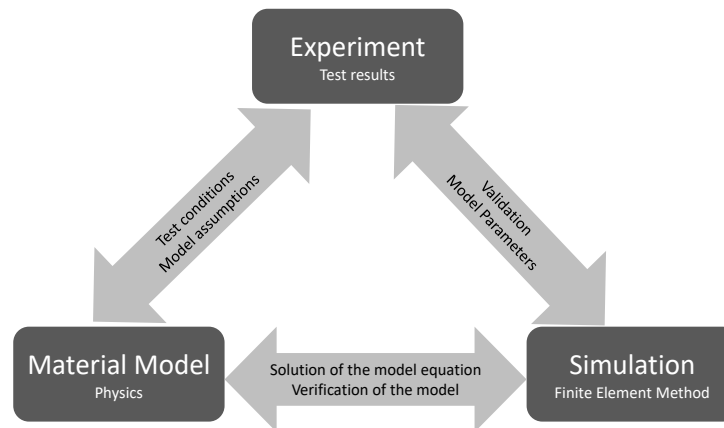 Experiment
Test results
Test conditions
Model assumptions
Validation
Model Parameters
Material Model
Physics
Solution of the model equation
Verification of the model
Simulation
Finite Element Method